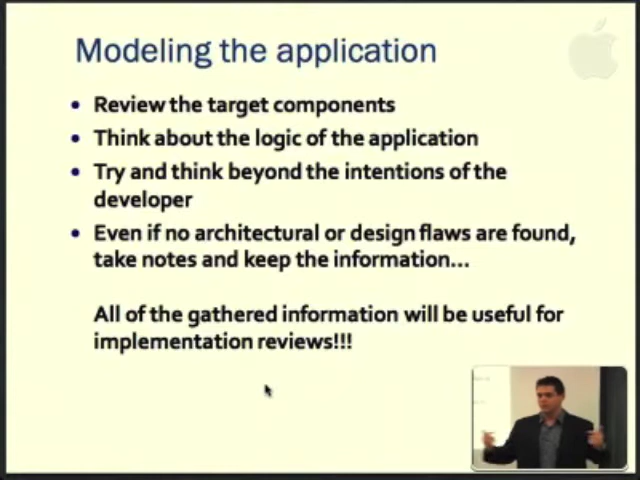 Modeling the application
• Review the target components
• Think about the logic of the application
• Try and think beyond the intentions of the
developer
• Even if no architectural or design flaws are found,
take notes and keep the information...
All of the gathered information will be useful for
implementation reviews!!!